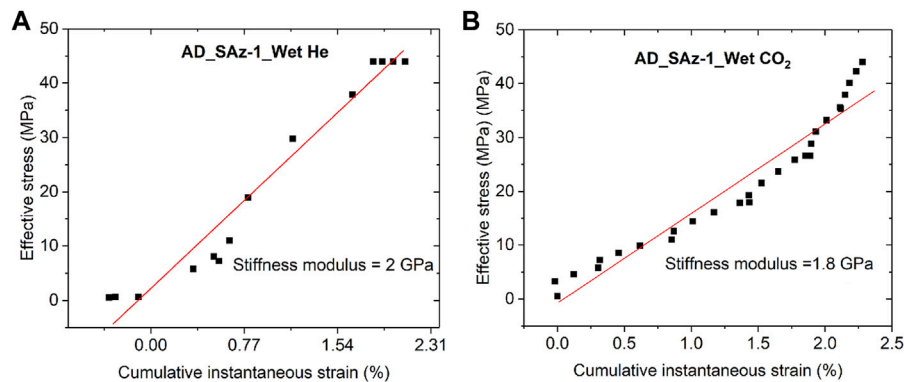 A
AD_SAz-1_Wet He
50
40
30
20
10
0
Effective stress (MPa)
Stiffness modulus = 2 GPa
0.00 0.77 1.54 2.31
Cumulative instantaneous strain (%)
B
AD_SAz-1_Wet CO₂
50
40
30
20
10
0
Effective stress (MPa) (MPa)
Stiffness modulus =1.8 GPa
0.0 0.5 1.0 1.5 2.0 2.5
Cumulative instantaneous strain (%)